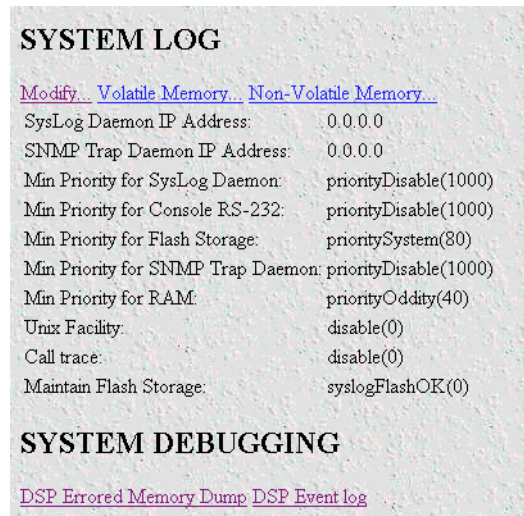 SYSTEM LOG
Modify... Volatile Memory... Non-Volatile Memory...
SysLog Daemon IP Address: 0.0.0.0
SNMP Trap Daemon IP Address: 0.0.0.0
Min Priority for SysLog Daemon: priorityDisable(1000)
Min Priority for Console RS-232: priorityDisable(1000)
Min Priority for Flash Storage: prioritySystem(80)
Min Priority for SNMP Trap Daemon: priorityDisable(1000)
Min Priority for RAM: priorityOddity(40)
Unix Facility: disable(0)
Call trace: disable(0)
Maintain Flash Storage: syslogFlashOK(0)
SYSTEM DEBUGGING
DSP Errored Memory Dump DSP Event log